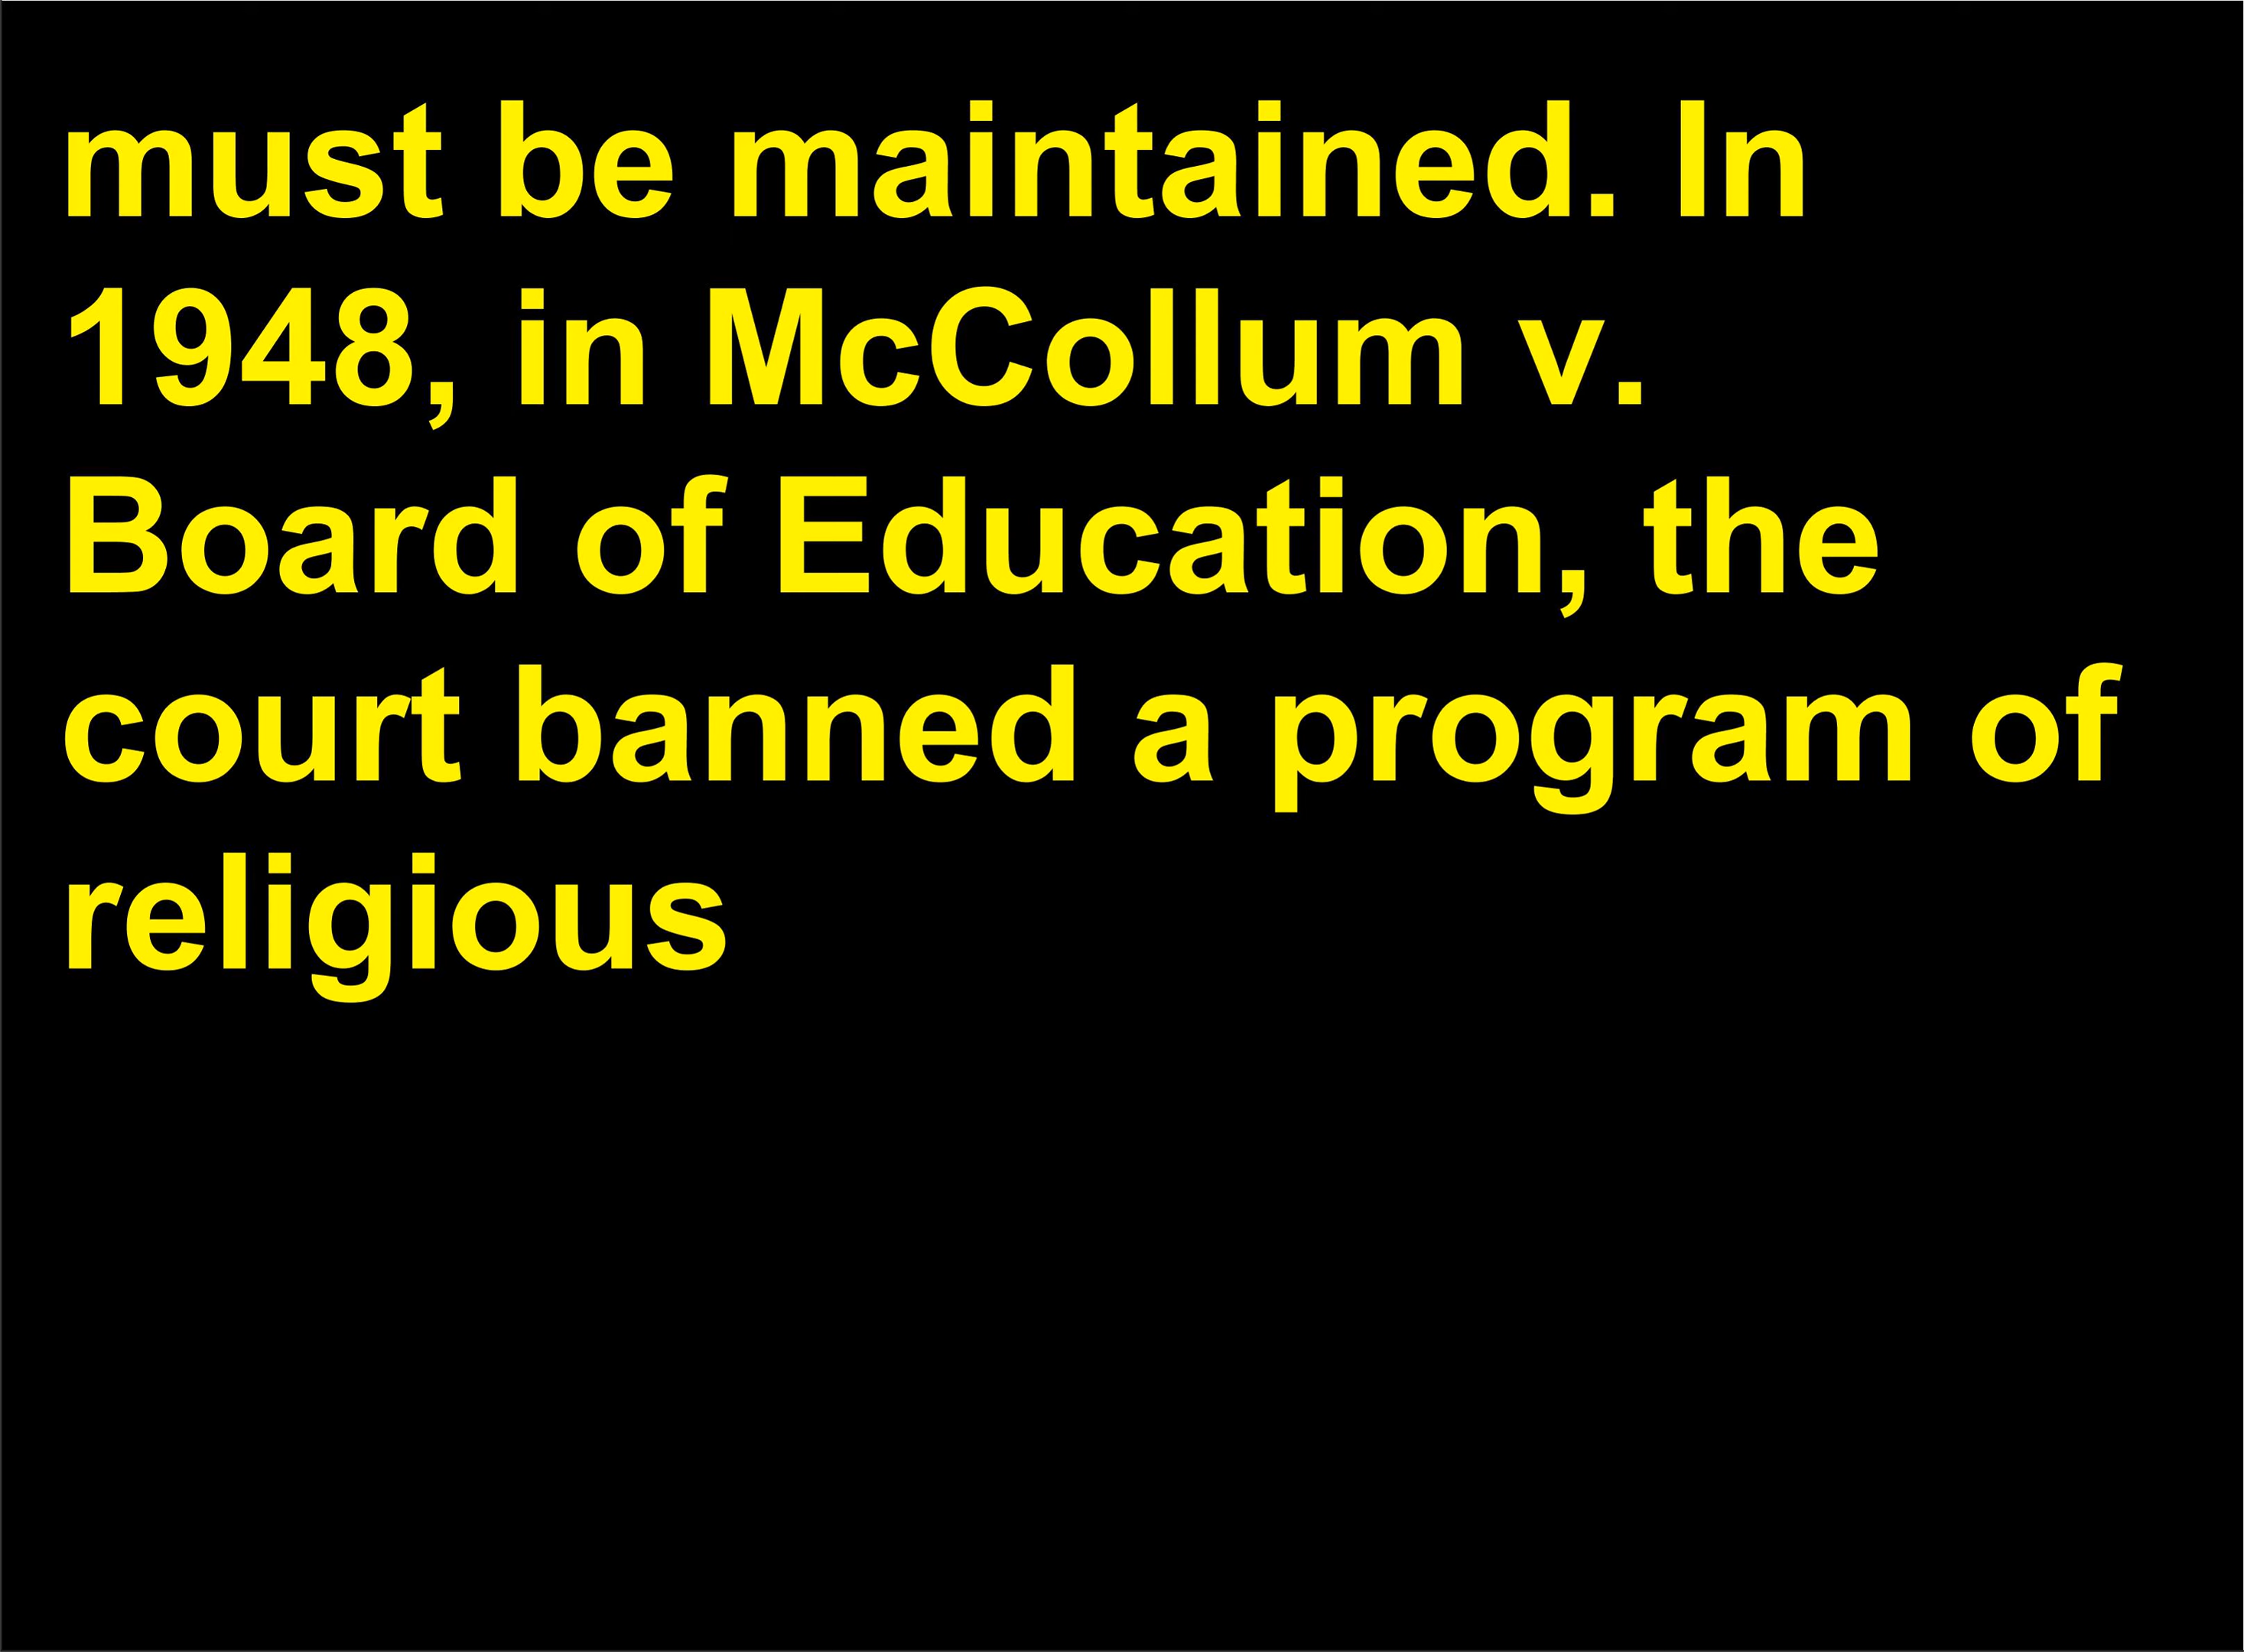 must be maintained. In
1948, in McCollum v.
Board of Education, the
court banned a program of
religious